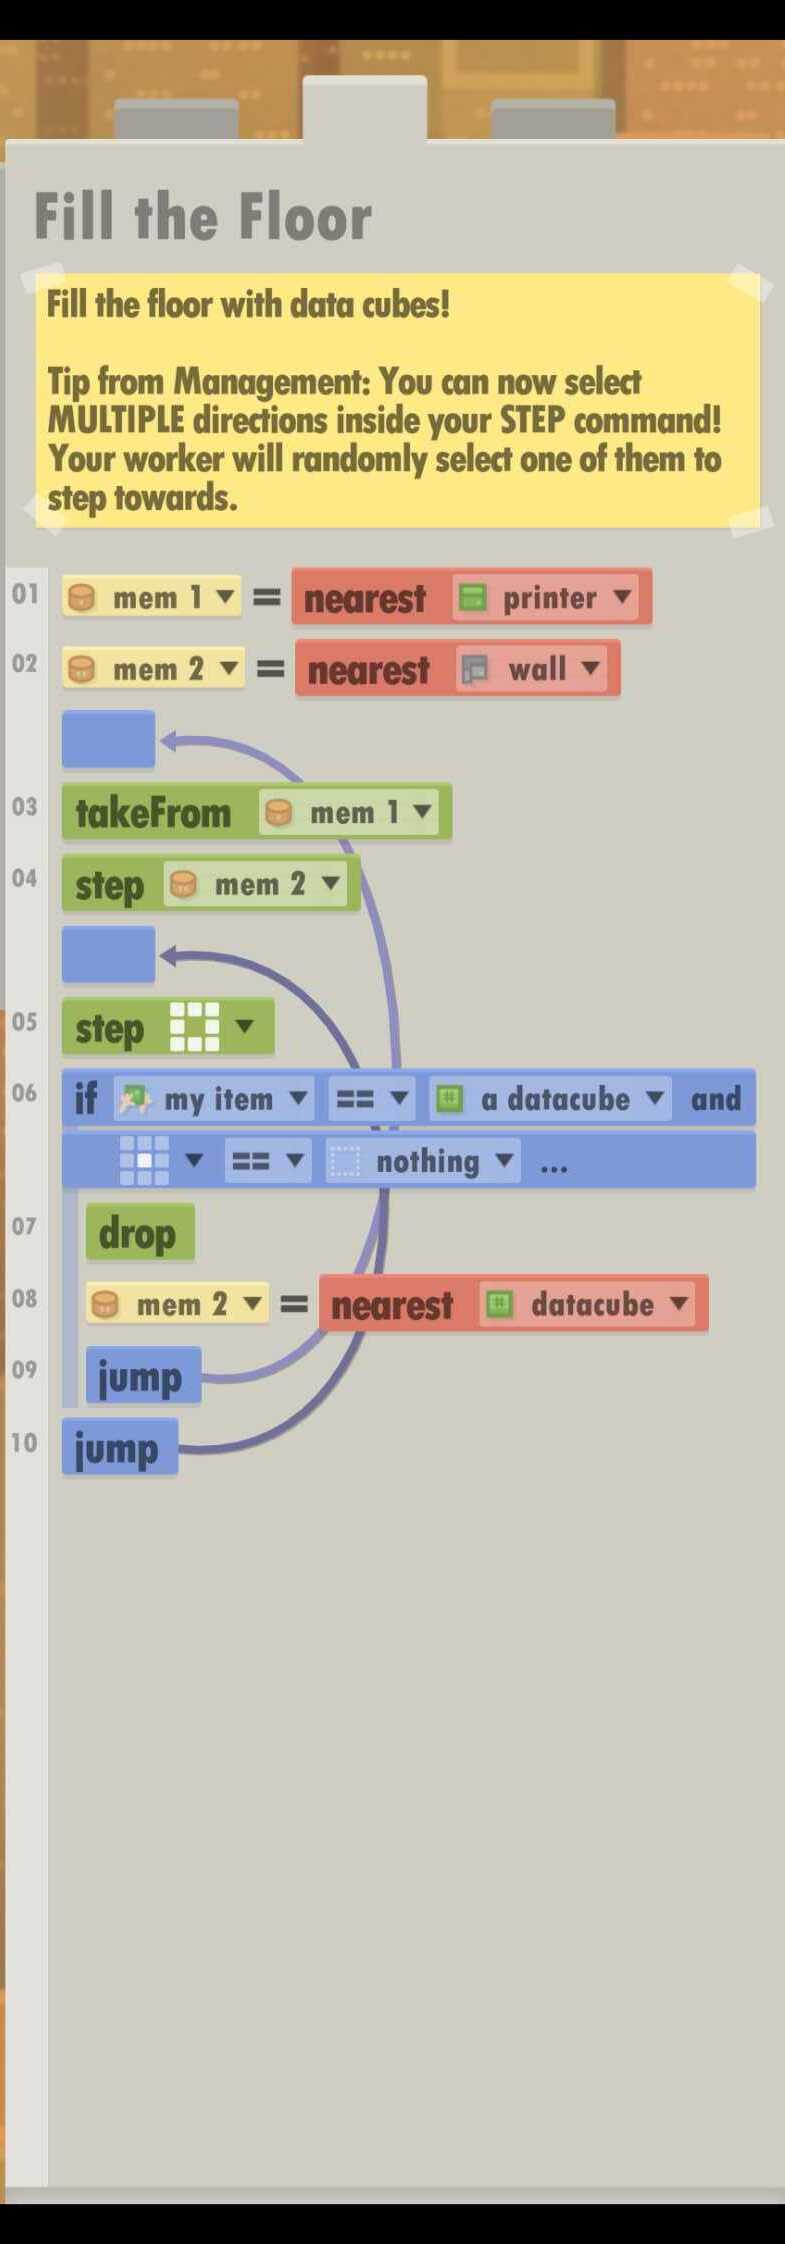 Fill the Floor
Fill the floor with data cubes!
Tip from Management: You can now select
MULTIPLE directions inside your STEP command!
Your worker will randomly select one of them to
step towards.
01 mem 1 = nearest printer
02 mem 2 = nearest wall
03 takeFrom mem 1
04 step mem 2
05 step
06 if my item == a datacube and
== nothing ...
07 drop
08 mem 2 = nearest datacube
09 jump
10 jump